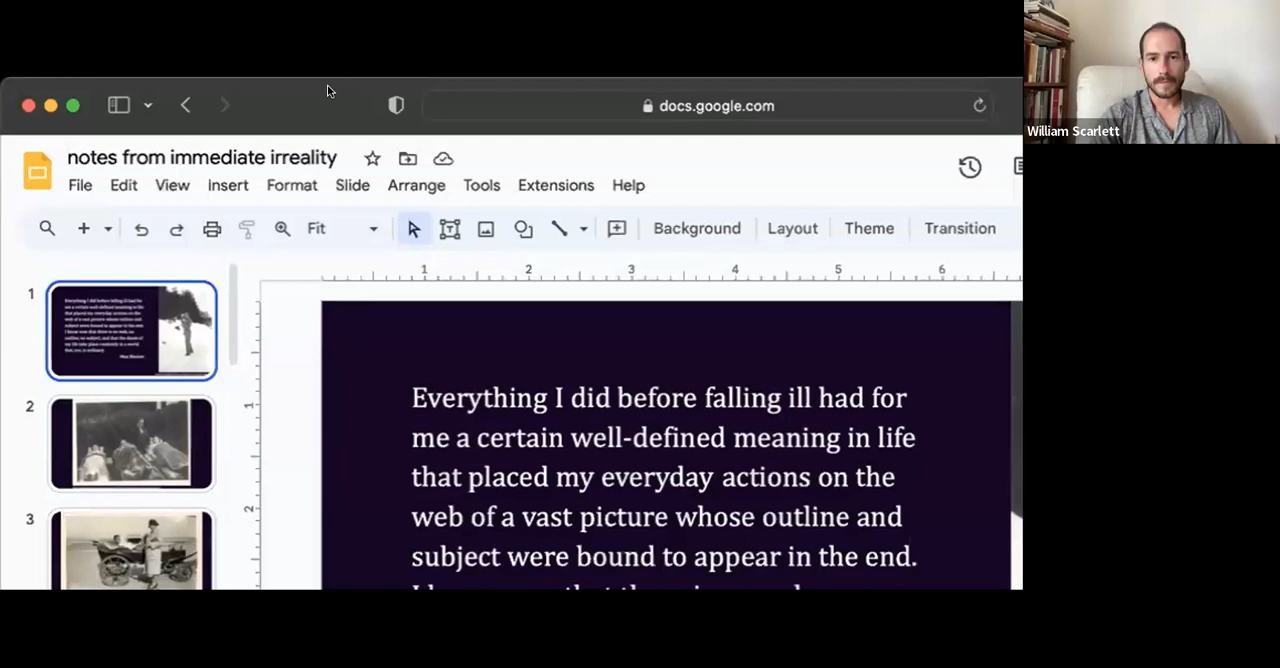 docs.google.com
William Scarlett
notes from immediate irreality
File Edit View Insert Format Slide Arrange Tools Extensions Help
Fit Background Layout Theme Transition
1 2 3 4 5 6
1
2
3
1
2
Everything I did before falling ill had for
me a certain well-defined meaning in life
that placed my everyday actions on the
web of a vast picture whose outline and
subject were bound to appear in the end.